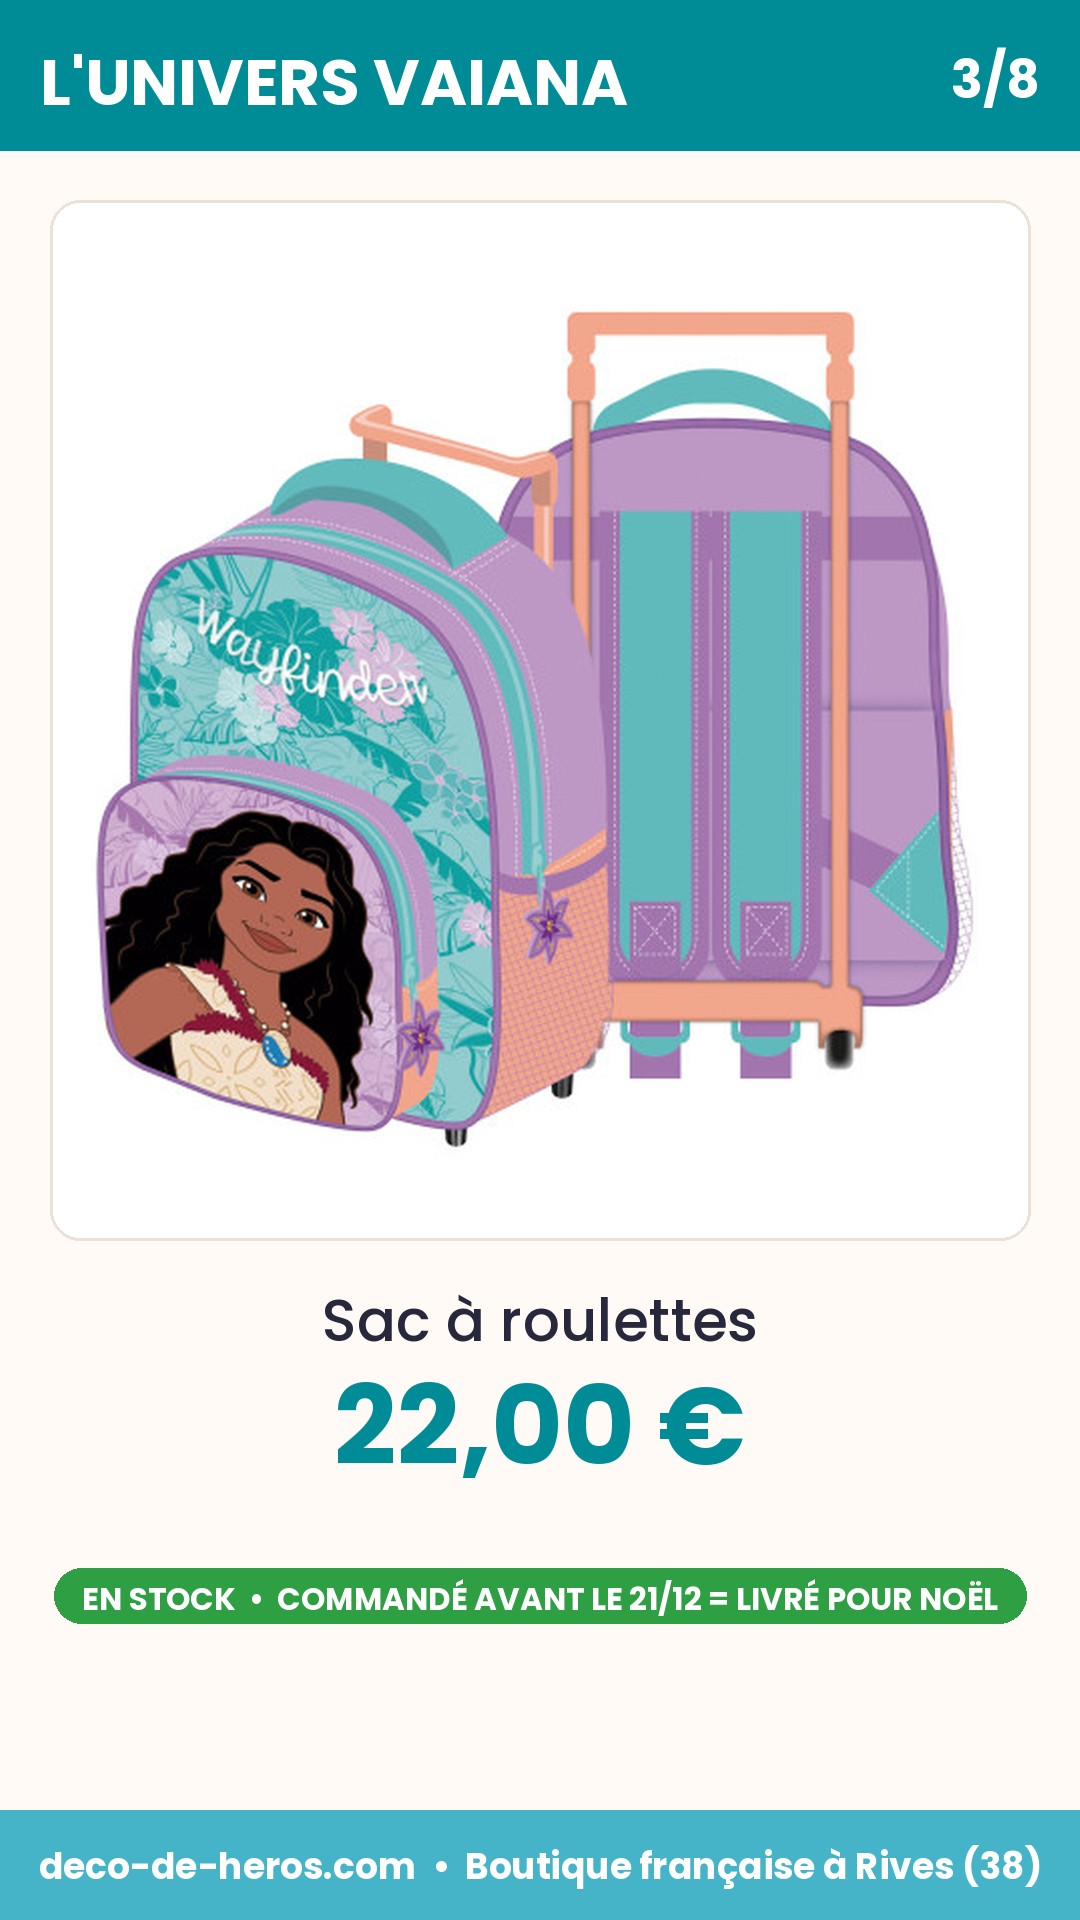 L'UNIVERS VAIANA
3/8
Wayfinder
Sac à roulettes
22,00 €
EN STOCK • COMMANDÉ AVANT LE 21/12 = LIVRÉ POUR NOËL
deco-de-heros.com • Boutique française à Rives (38)